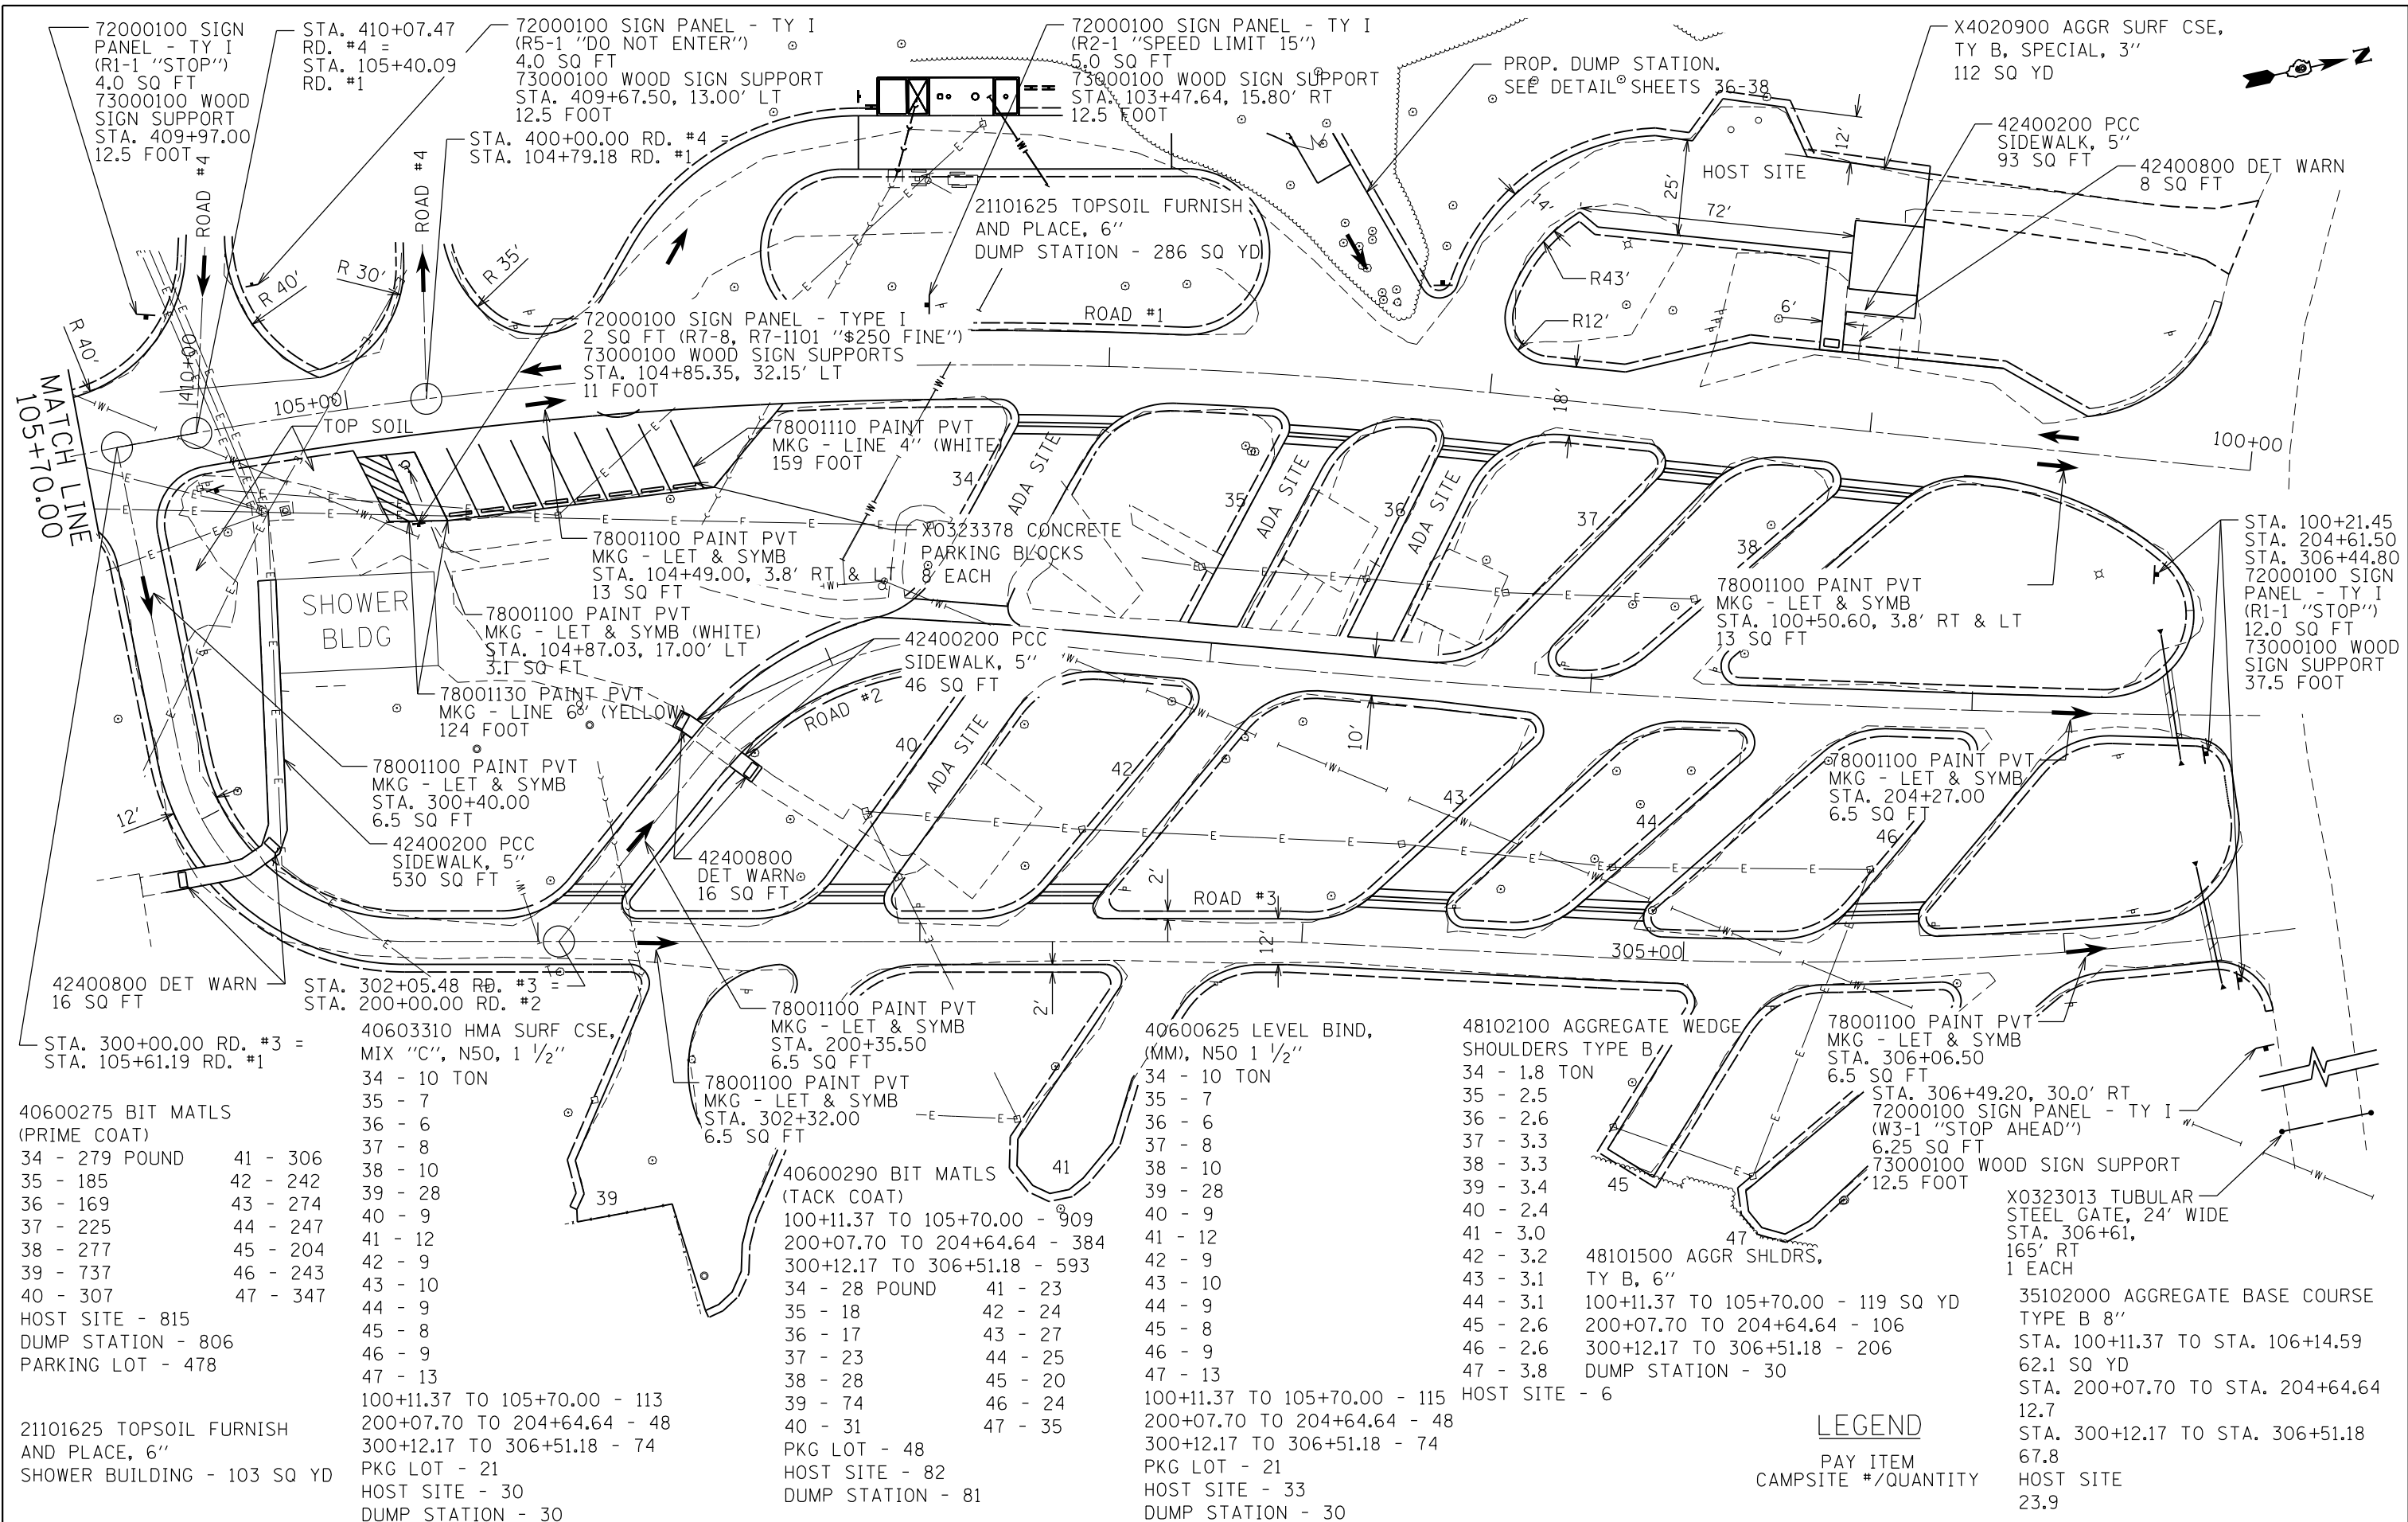 72000100 SIGN
PANEL - TY I
(R1-1 "STOP")
4.0 SQ FT
73000100 WOOD
SIGN SUPPORT
STA. 409+97.00
12.5 FOOT
STA. 410+07.47
RD. #4 =
STA. 105+40.09
RD. #1
72000100 SIGN PANEL - TY I
(R5-1 "DO NOT ENTER")
4.0 SQ FT
73000100 WOOD SIGN SUPPORT
STA. 409+67.50, 13.00' LT
12.5 FOOT
STA. 400+00.00 RD. #4 =
STA. 104+79.18 RD. #1
72000100 SIGN PANEL - TY I
(R2-1 "SPEED LIMIT 15")
5.0 SQ FT
73000100 WOOD SIGN SUPPORT
STA. 103+47.64, 15.80' RT
12.5 FOOT
PROP. DUMP STATION.
SEE DETAIL SHEETS 36-38
X4020900 AGGR SURF CSE,
TY B, SPECIAL, 3"
112 SQ YD
42400200 PCC
SIDEWALK, 5"
93 SQ FT
42400800 DET WARN
8 SQ FT
N
ROAD #4
ROAD #4
R 40'
R 40'
R 30'
R 35'
HOST SITE
12'
25'
72'
14'
R43'
R12'
6'
18'
21101625 TOPSOIL FURNISH
AND PLACE, 6"
DUMP STATION - 286 SQ YD
ROAD #1
72000100 SIGN PANEL - TYPE I
2 SQ FT (R7-8, R7-1101 "$250 FINE")
73000100 WOOD SIGN SUPPORTS
STA. 104+85.35, 32.15' LT
11 FOOT
MATCH LINE
105+70.00
410+00
105+00
100+00
TOP SOIL
78001110 PAINT PVT
MKG - LINE 4" (WHITE)
159 FOOT
34
ADA SITE
35
ADA SITE
36
ADA SITE
37
38
X0323378 CONCRETE
PARKING BLOCKS
8 EACH
78001100 PAINT PVT
MKG - LET & SYMB
STA. 104+49.00, 3.8' RT & LT
13 SQ FT
SHOWER
BLDG
78001100 PAINT PVT
MKG - LET & SYMB (WHITE)
STA. 104+87.03, 17.00' LT
3.1 SQ FT
78001130 PAINT PVT
MKG - LINE 6" (YELLOW)
124 FOOT
42400200 PCC
SIDEWALK, 5"
46 SQ FT
78001100 PAINT PVT
MKG - LET & SYMB
STA. 100+50.60, 3.8' RT & LT
13 SQ FT
STA. 100+21.45
STA. 204+61.50
STA. 306+44.80
72000100 SIGN
PANEL - TY I
(R1-1 "STOP")
12.0 SQ FT
73000100 WOOD
SIGN SUPPORT
37.5 FOOT
ROAD #2
40
ADA SITE
42
10'
43
44
46
78001100 PAINT PVT
MKG - LET & SYMB
STA. 204+27.00
6.5 SQ FT
78001100 PAINT PVT
MKG - LET & SYMB
STA. 300+40.00
6.5 SQ FT
12'
42400200 PCC
SIDEWALK, 5"
530 SQ FT
42400800
DET WARN
16 SQ FT
2'
ROAD #3
12'
305+00
2'
42400800 DET WARN
16 SQ FT
STA. 302+05.48 RD. #3 =
STA. 200+00.00 RD. #2
STA. 300+00.00 RD. #3 =
STA. 105+61.19 RD. #1
78001100 PAINT PVT
MKG - LET & SYMB
STA. 200+35.50
6.5 SQ FT
78001100 PAINT PVT
MKG - LET & SYMB
STA. 302+32.00
6.5 SQ FT
39
41
45
47
78001100 PAINT PVT
MKG - LET & SYMB
STA. 306+06.50
6.5 SQ FT
STA. 306+49.20, 30.0' RT
72000100 SIGN PANEL - TY I
(W3-1 "STOP AHEAD")
6.25 SQ FT
73000100 WOOD SIGN SUPPORT
12.5 FOOT
X0323013 TUBULAR
STEEL GATE, 24' WIDE
STA. 306+61,
165' RT
1 EACH
40600275 BIT MATLS
(PRIME COAT)
34 - 279 POUND 41 - 306
35 - 185 42 - 242
36 - 169 43 - 274
37 - 225 44 - 247
38 - 277 45 - 204
39 - 737 46 - 243
40 - 307 47 - 347
HOST SITE - 815
DUMP STATION - 806
PARKING LOT - 478
21101625 TOPSOIL FURNISH
AND PLACE, 6"
SHOWER BUILDING - 103 SQ YD
40603310 HMA SURF CSE,
MIX "C", N50, 1 1/2"
34 - 10 TON
35 - 7
36 - 6
37 - 8
38 - 10
39 - 28
40 - 9
41 - 12
42 - 9
43 - 10
44 - 9
45 - 8
46 - 9
47 - 13
100+11.37 TO 105+70.00 - 113
200+07.70 TO 204+64.64 - 48
300+12.17 TO 306+51.18 - 74
PKG LOT - 21
HOST SITE - 30
DUMP STATION - 30
40600290 BIT MATLS
(TACK COAT)
100+11.37 TO 105+70.00 - 909
200+07.70 TO 204+64.64 - 384
300+12.17 TO 306+51.18 - 593
34 - 28 POUND 41 - 23
35 - 18 42 - 24
36 - 17 43 - 27
37 - 23 44 - 25
38 - 28 45 - 20
39 - 74 46 - 24
40 - 31 47 - 35
PKG LOT - 48
HOST SITE - 82
DUMP STATION - 81
40600625 LEVEL BIND,
(MM), N50 1 1/2"
34 - 10 TON
35 - 7
36 - 6
37 - 8
38 - 10
39 - 28
40 - 9
41 - 12
42 - 9
43 - 10
44 - 9
45 - 8
46 - 9
47 - 13
100+11.37 TO 105+70.00 - 115
200+07.70 TO 204+64.64 - 48
300+12.17 TO 306+51.18 - 74
PKG LOT - 21
HOST SITE - 33
DUMP STATION - 30
48102100 AGGREGATE WEDGE
SHOULDERS TYPE B
34 - 1.8 TON
35 - 2.5
36 - 2.6
37 - 3.3
38 - 3.3
39 - 3.4
40 - 2.4
41 - 3.0
42 - 3.2
43 - 3.1
44 - 3.1
45 - 2.6
46 - 2.6
47 - 3.8
HOST SITE - 6
48101500 AGGR SHLDRS,
TY B, 6"
100+11.37 TO 105+70.00 - 119 SQ YD
200+07.70 TO 204+64.64 - 106
300+12.17 TO 306+51.18 - 206
DUMP STATION - 30
35102000 AGGREGATE BASE COURSE
TYPE B 8"
STA. 100+11.37 TO STA. 106+14.59
62.1 SQ YD
STA. 200+07.70 TO STA. 204+64.64
12.7
STA. 300+12.17 TO STA. 306+51.18
67.8
HOST SITE
23.9
LEGEND
PAY ITEM
CAMPSITE #/QUANTITY